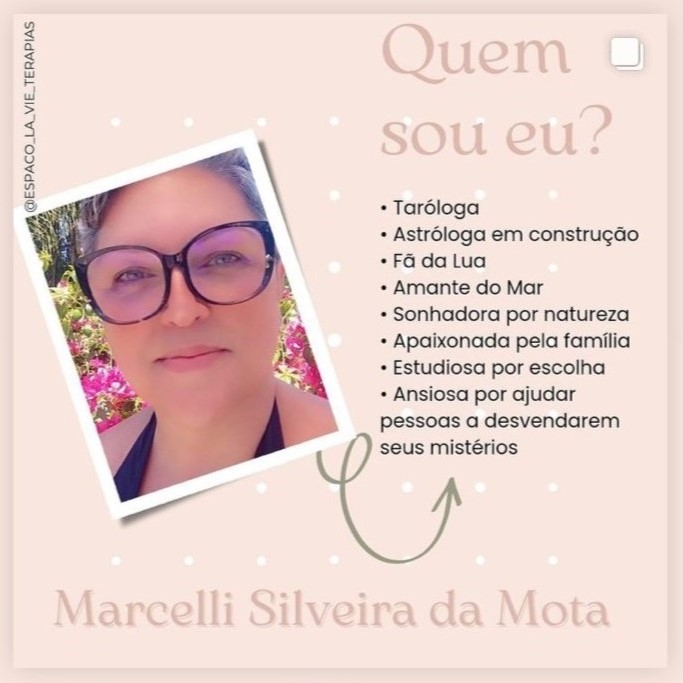 @ESPACO_LA_VIE_TERAPIAS
Quem
sou eu?
• Taróloga
• Astróloga em construção
• Fã da Lua
• Amante do Mar
• Sonhadora por natureza
• Apaixonada pela família
• Estudiosa por escolha
• Ansiosa por ajudar
pessoas a desvendarem
seus mistérios
Marcelli Silveira da Mota